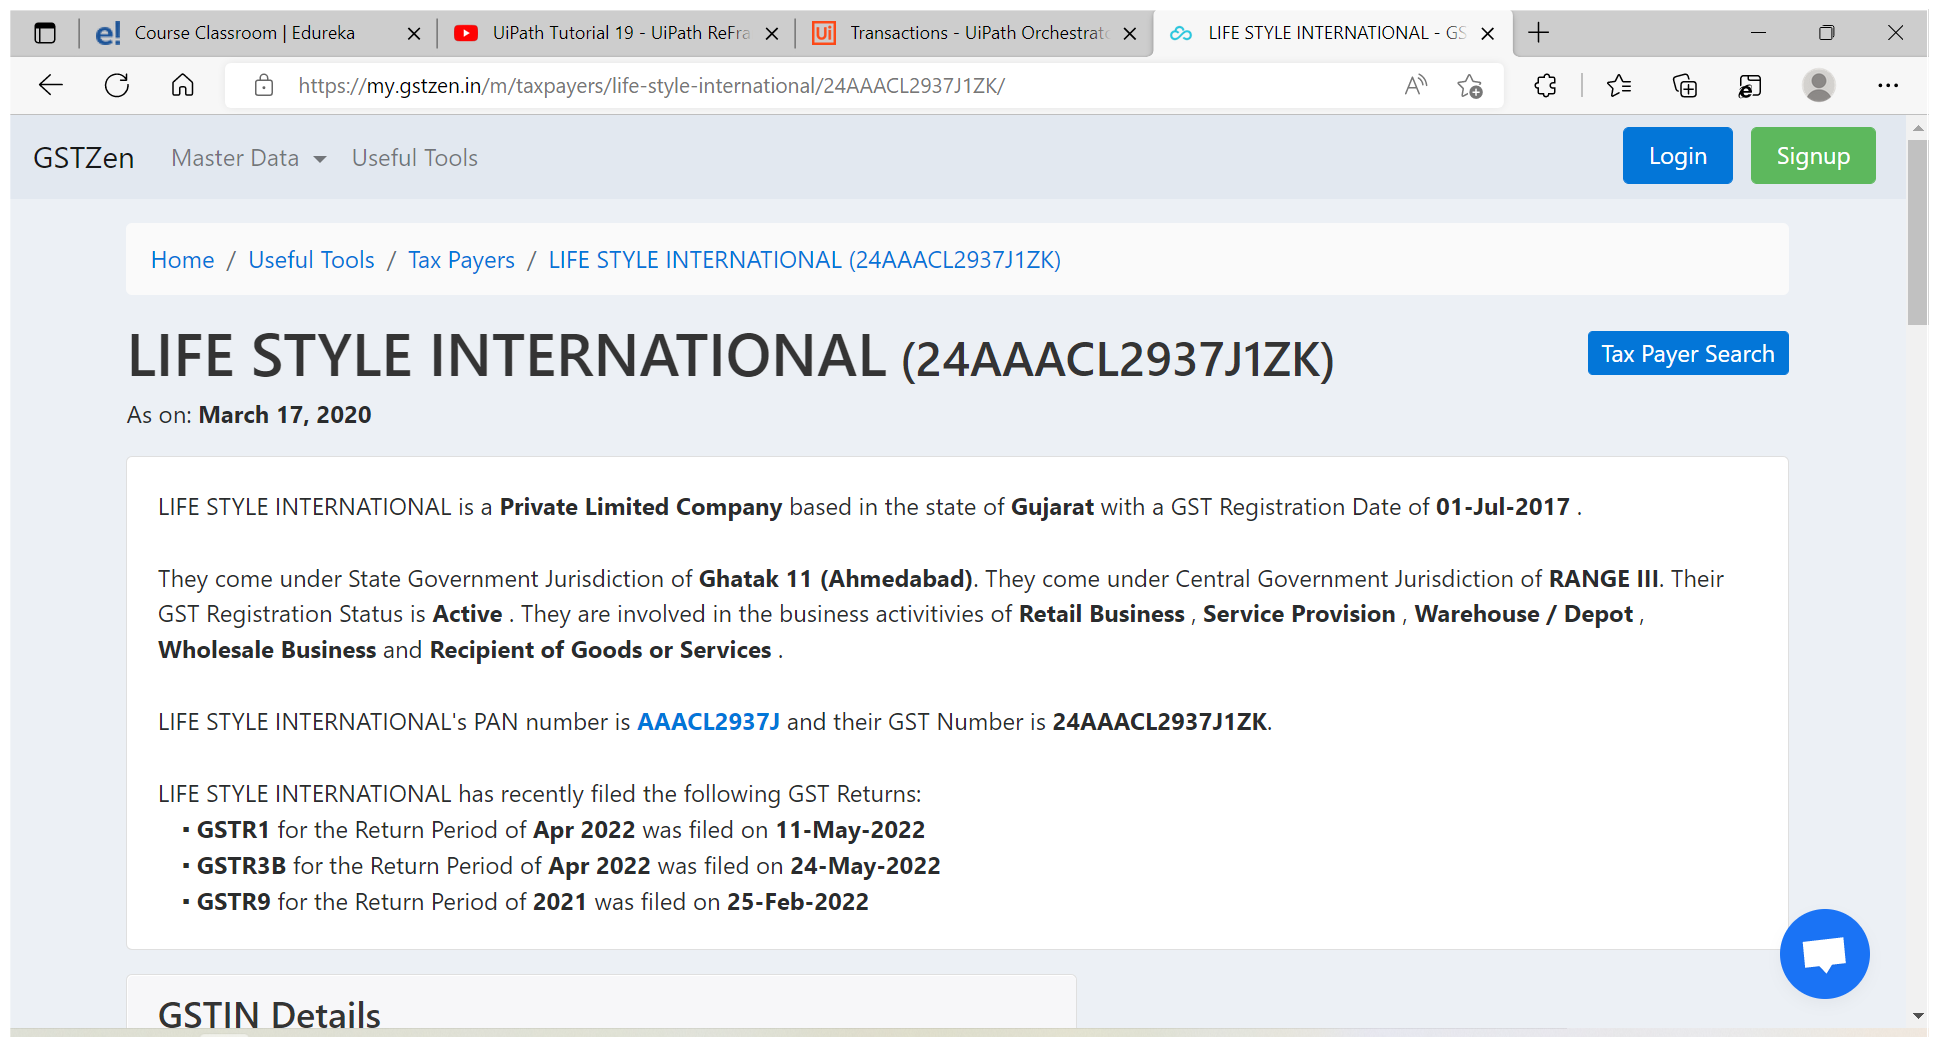 Course Classroom | Edureka
UiPath Tutorial 19 - UiPath ReFra
Transactions - UiPath Orchestrato
LIFE STYLE INTERNATIONAL - GS
https://my.gstzen.in/m/taxpayers/life-style-international/24AAACL2937J1ZK/
GSTZen Master Data Useful Tools Login Signup
Home / Useful Tools / Tax Payers / LIFE STYLE INTERNATIONAL (24AAACL2937J1ZK)
LIFE STYLE INTERNATIONAL (24AAACL2937J1ZK)
Tax Payer Search
As on: March 17, 2020
LIFE STYLE INTERNATIONAL is a Private Limited Company based in the state of Gujarat with a GST Registration Date of 01-Jul-2017 .
They come under State Government Jurisdiction of Ghatak 11 (Ahmedabad). They come under Central Government Jurisdiction of RANGE III. Their
GST Registration Status is Active . They are involved in the business activitivies of Retail Business , Service Provision , Warehouse / Depot ,
Wholesale Business and Recipient of Goods or Services .
LIFE STYLE INTERNATIONAL's PAN number is AAACL2937J and their GST Number is 24AAACL2937J1ZK.
LIFE STYLE INTERNATIONAL has recently filed the following GST Returns:
▪ GSTR1 for the Return Period of Apr 2022 was filed on 11-May-2022
▪ GSTR3B for the Return Period of Apr 2022 was filed on 24-May-2022
▪ GSTR9 for the Return Period of 2021 was filed on 25-Feb-2022
GSTIN Details